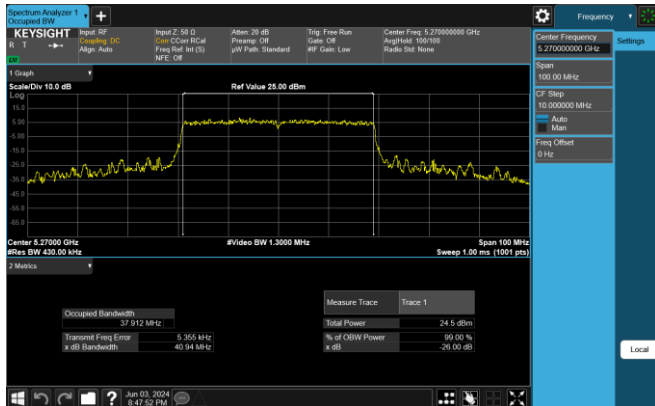 Spectrum Analyzer 1
Occupied BW
Frequency
KEYSIGHT
R T
Input: RF
Coupling: DC
Align: Auto
Input Z: 50 Ω
Corr CCorr RCal
Freq Ref: Int (S)
NFE: Off
Atten: 20 dB
Preamp: Off
µW Path: Standard
Trig: Free Run
Gate: Off
#IF Gain: Low
Center Freq: 5.270000000 GHz
Avg|Hold: 100/100
Radio Std: None
Center Frequency
5.270000000 GHz
Settings
Span
100.00 MHz
CF Step
10.000000 MHz
Auto
Man
Freq Offset
0 Hz
1 Graph
Scale/Div 10.0 dB
Ref Value 25.00 dBm
Log
15.0
5.00
-5.00
-15.0
-25.0
-35.0
-45.0
-55.0
-65.0
Center 5.27000 GHz
#Video BW 1.3000 MHz
Span 100 MHz
#Res BW 430.00 kHz
Sweep 1.00 ms (1001 pts)
2 Metrics
Measure Trace
Trace 1
Occupied Bandwidth
37.912 MHz
Total Power
24.5 dBm
Transmit Freq Error
5.355 kHz
% of OBW Power
99.00 %
x dB Bandwidth
40.94 MHz
x dB
-26.00 dB
Local
Jun 03, 2024
8:47:52 PM